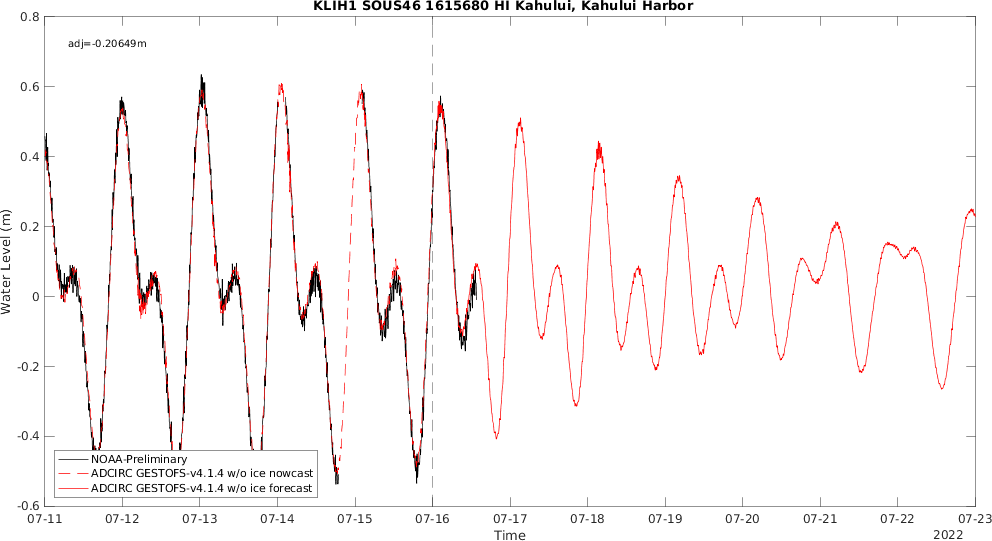 KLIH1 SOUS46 1615680 HI Kahului, Kahului Harbor
adj=-0.20649m
0.8
0.6
0.4
0.2
0
-0.2
-0.4
-0.6
Water Level (m)
NOAA-Preliminary
ADCIRC GESTOFS-v4.1.4 w/o ice nowcast
ADCIRC GESTOFS-v4.1.4 w/o ice forecast
07-11 07-12 07-13 07-14 07-15 07-16 07-17 07-18 07-19 07-20 07-21 07-22 07-23
Time
2022